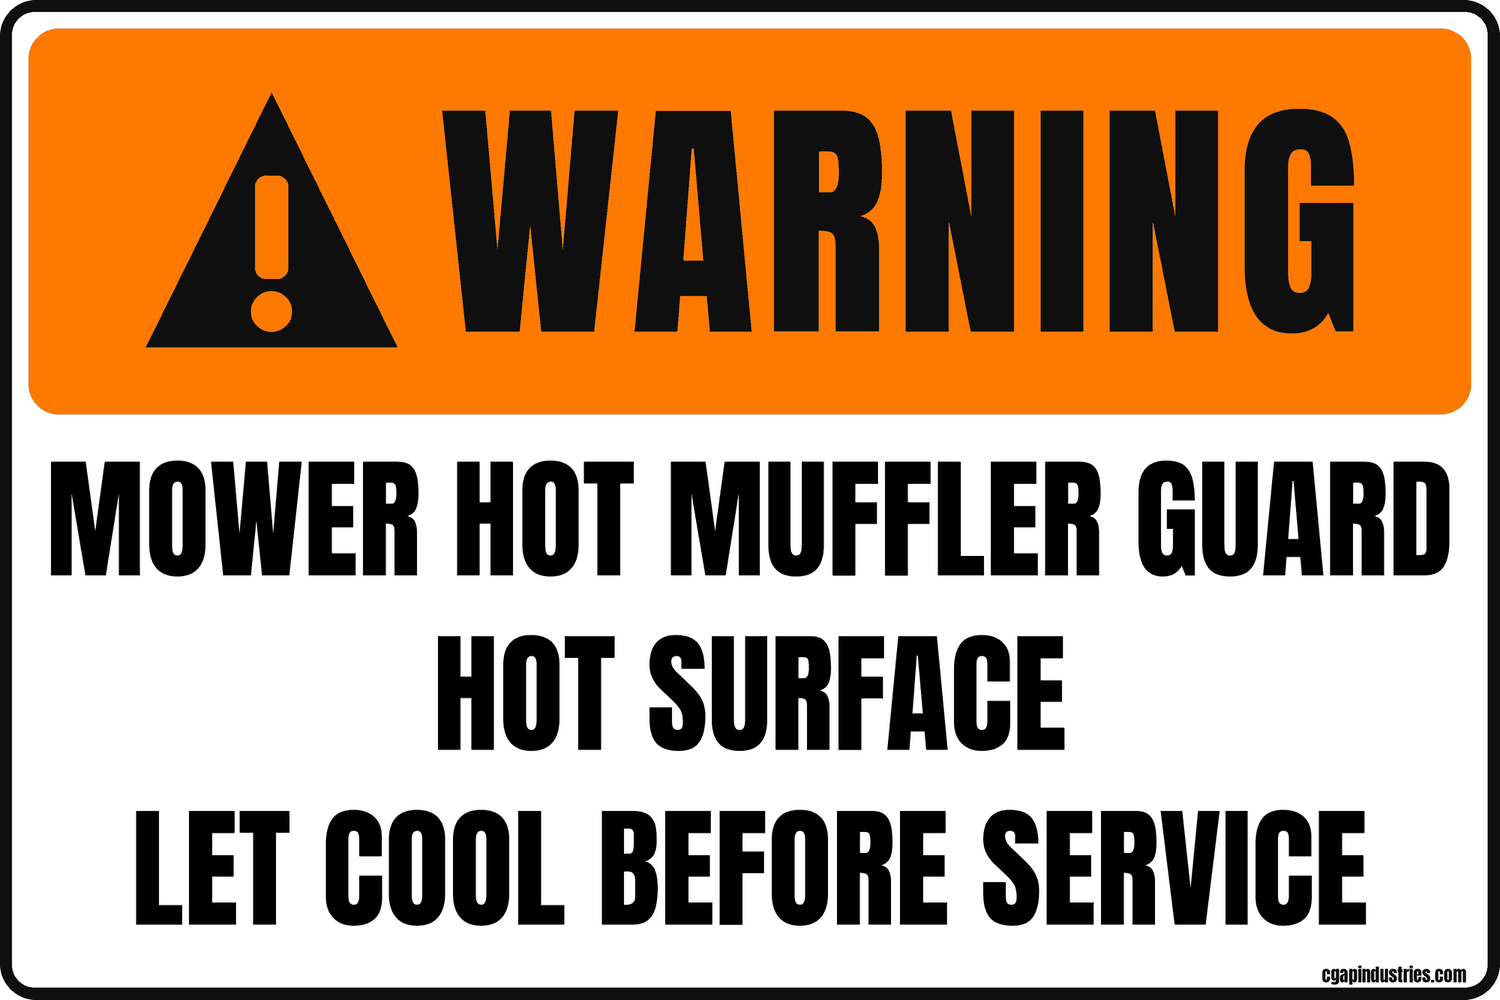 WARNING
MOWER HOT MUFFLER GUARD
HOT SURFACE
LET COOL BEFORE SERVICE
cgapindustries.com